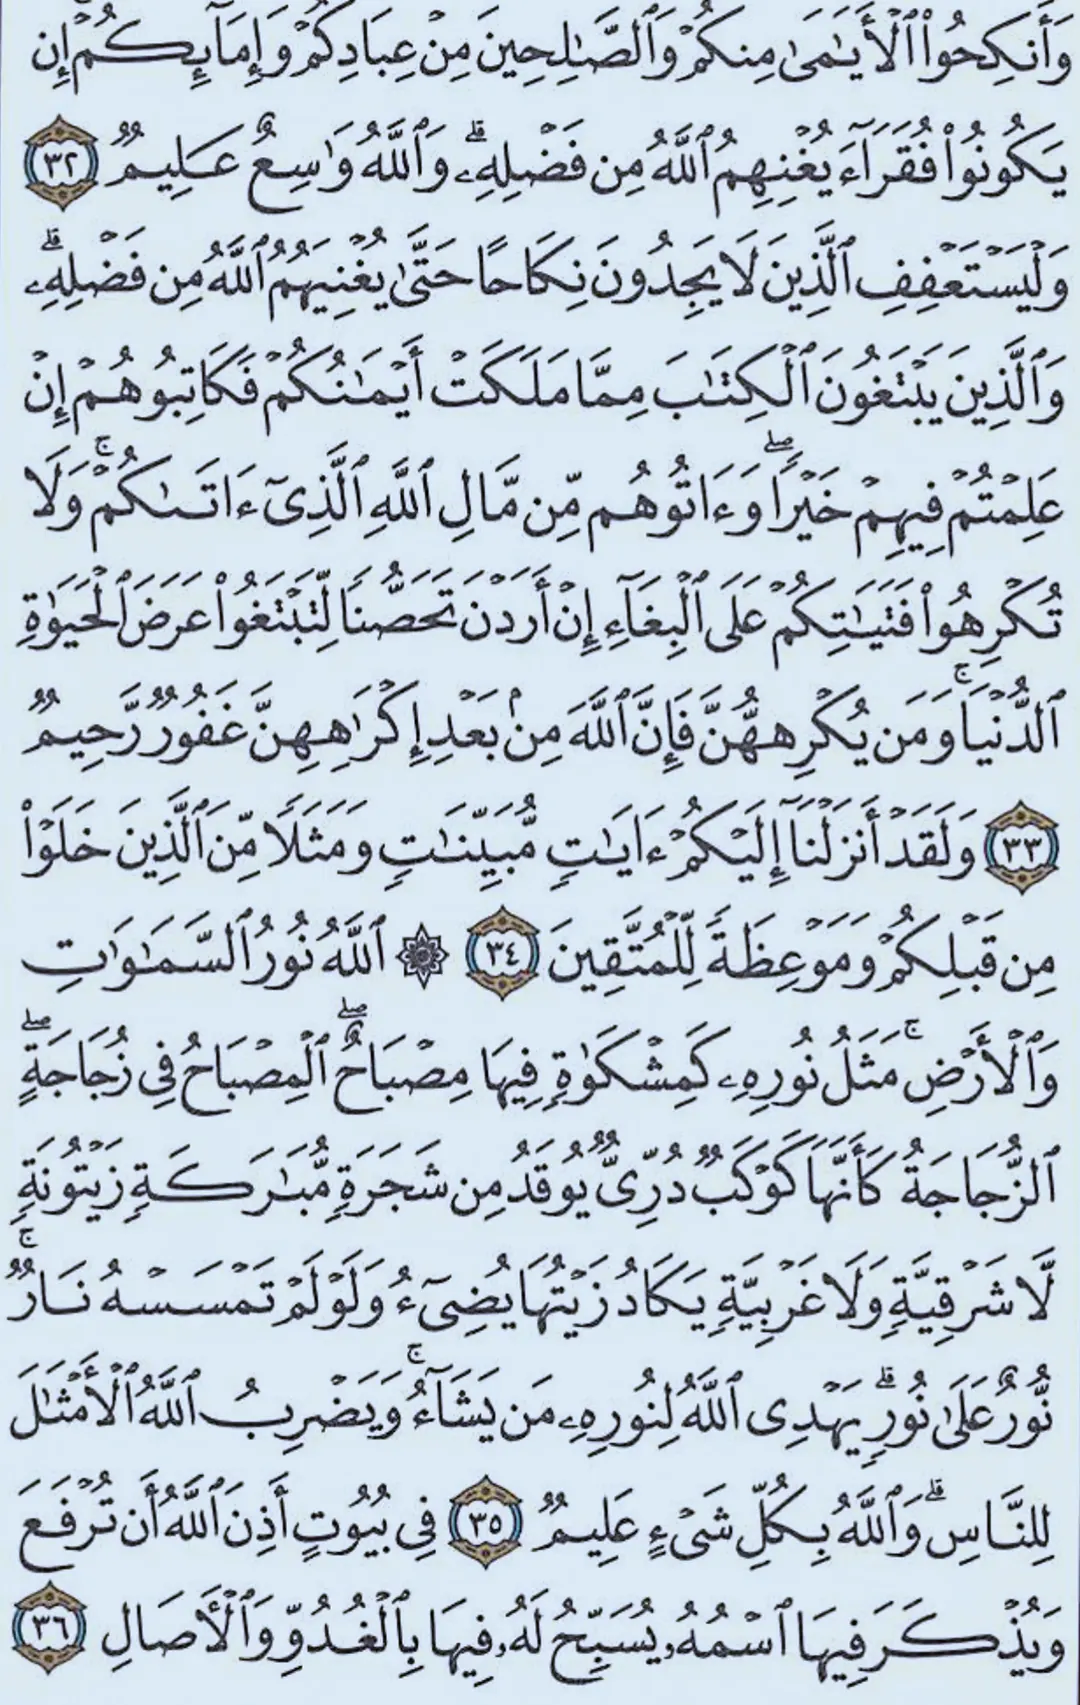 وَأَنكِحُوا۟ ٱلْأَيَـٰمَىٰ مِنكُمْ وَٱلصَّـٰلِحِينَ مِنْ عِبَادِكُمْ وَإِمَآئِكُمْ إِن
يَكُونُوا۟ فُقَرَآءَ يُغْنِهِمُ ٱللَّهُ مِن فَضْلِهِۦ ۗ وَٱللَّهُ وَٰسِعٌ عَلِيمٌ ٣٢
وَلْيَسْتَعْفِفِ ٱلَّذِينَ لَا يَجِدُونَ نِكَاحًا حَتَّىٰ يُغْنِيَهُمُ ٱللَّهُ مِن فَضْلِهِۦ ۗ
وَٱلَّذِينَ يَبْتَغُونَ ٱلْكِتَـٰبَ مِمَّا مَلَكَتْ أَيْمَـٰنُكُمْ فَكَاتِبُوهُمْ إِنْ
عَلِمْتُمْ فِيهِمْ خَيْرًا ۖ وَءَاتُوهُم مِّن مَّالِ ٱللَّهِ ٱلَّذِىٓ ءَاتَىٰكُمْ ۚ وَلَا
تُكْرِهُوا۟ فَتَيَـٰتِكُمْ عَلَى ٱلْبِغَآءِ إِنْ أَرَدْنَ تَحَصُّنًا لِّتَبْتَغُوا۟ عَرَضَ ٱلْحَيَوٰةِ
ٱلدُّنْيَا ۚ وَمَن يُكْرِههُّنَّ فَإِنَّ ٱللَّهَ مِنۢ بَعْدِ إِكْرَٰهِهِنَّ غَفُورٌ رَّحِيمٌ
٣٣ وَلَقَدْ أَنزَلْنَآ إِلَيْكُمْ ءَايَـٰتٍ مُّبَيِّنَـٰتٍ وَمَثَلًا مِّنَ ٱلَّذِينَ خَلَوْا۟
مِن قَبْلِكُمْ وَمَوْعِظَةً لِّلْمُتَّقِينَ ٣٤ ۞ ٱللَّهُ نُورُ ٱلسَّمَـٰوَٰتِ
وَٱلْأَرْضِ ۚ مَثَلُ نُورِهِۦ كَمِشْكَوٰةٍ فِيهَا مِصْبَاحٌ ۖ ٱلْمِصْبَاحُ فِى زُجَاجَةٍ ۖ
ٱلزُّجَاجَةُ كَأَنَّهَا كَوْكَبٌ دُرِّىٌّ يُوقَدُ مِن شَجَرَةٍ مُّبَـٰرَكَةٍ زَيْتُونَةٍ
لَّا شَرْقِيَّةٍ وَلَا غَرْبِيَّةٍ يَكَادُ زَيْتُهَا يُضِىٓءُ وَلَوْ لَمْ تَمْسَسْهُ نَارٌ ۚ
نُّورٌ عَلَىٰ نُورٍ ۗ يَهْدِى ٱللَّهُ لِنُورِهِۦ مَن يَشَآءُ ۚ وَيَضْرِبُ ٱللَّهُ ٱلْأَمْثَـٰلَ
لِلنَّاسِ ۗ وَٱللَّهُ بِكُلِّ شَىْءٍ عَلِيمٌ ٣٥ فِى بُيُوتٍ أَذِنَ ٱللَّهُ أَن تُرْفَعَ
وَيُذْكَرَ فِيهَا ٱسْمُهُۥ يُسَبِّحُ لَهُۥ فِيهَا بِٱلْغُدُوِّ وَٱلْـَٔاصَالِ ٣٦